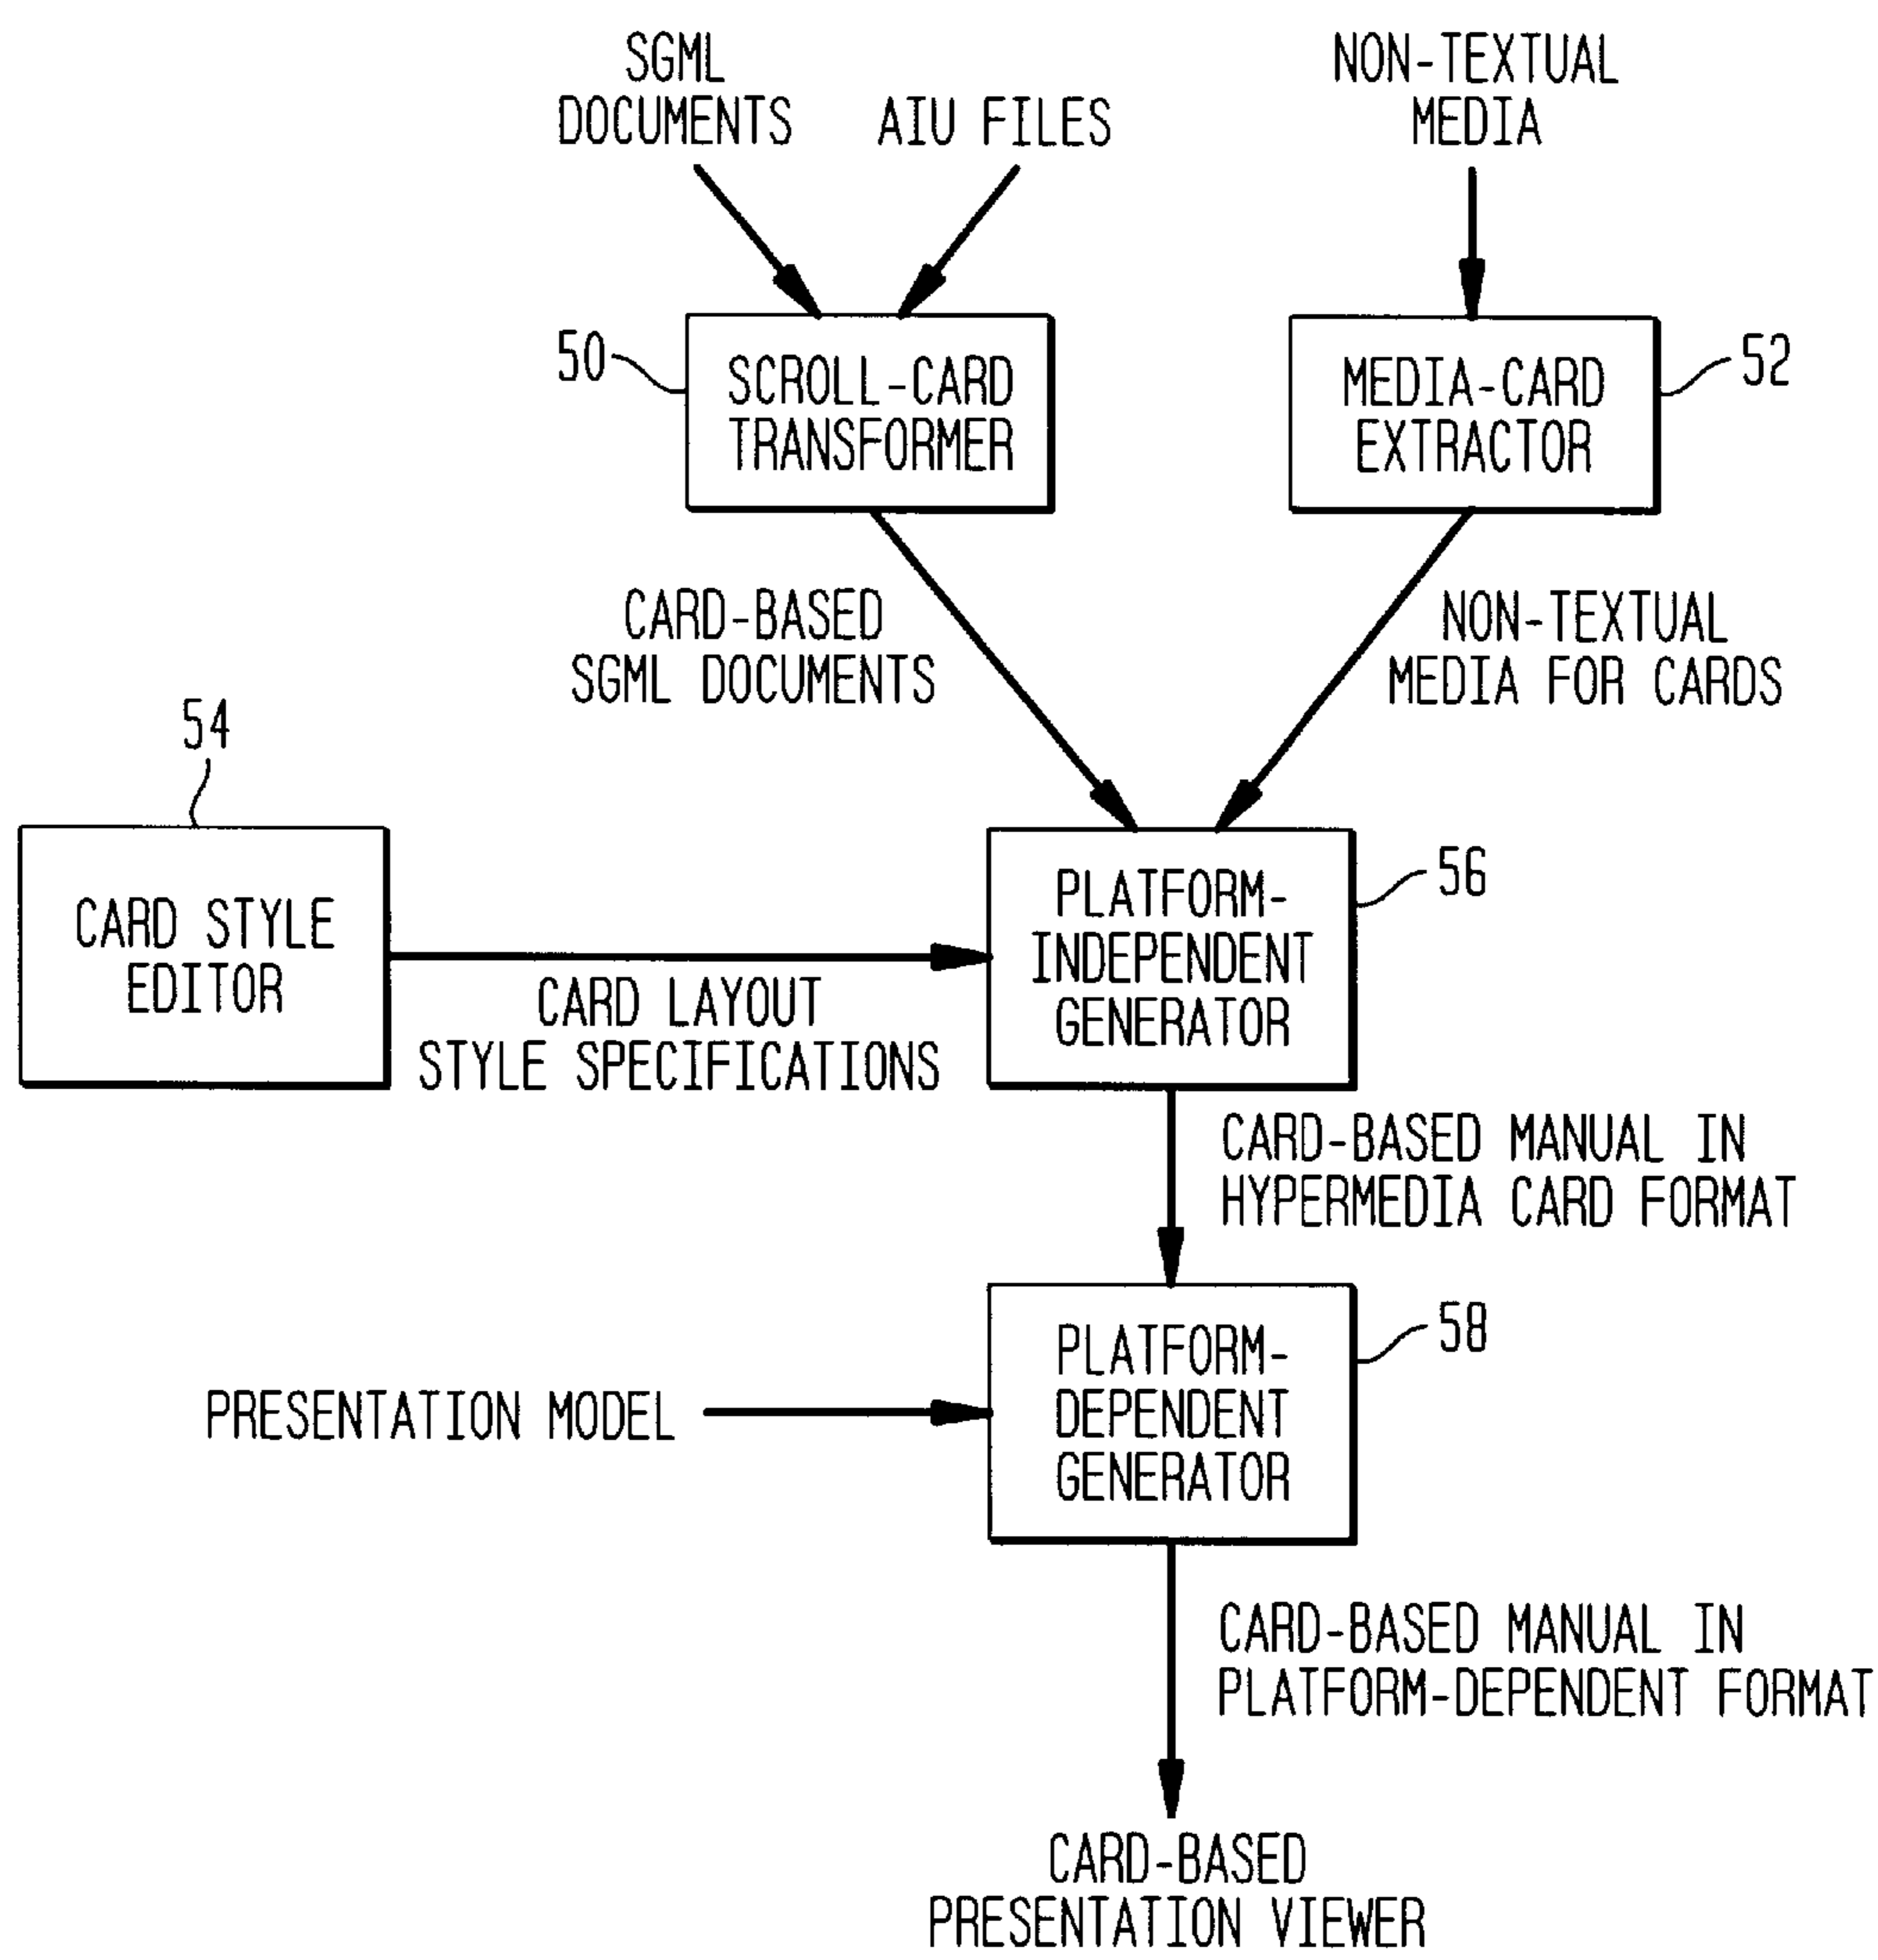 SGML
DOCUMENTS
AIU FILES
NON-TEXTUAL
MEDIA
50
SCROLL-CARD
TRANSFORMER
MEDIA-CARD
EXTRACTOR
52
CARD-BASED
SGML DOCUMENTS
NON-TEXTUAL
MEDIA FOR CARDS
54
CARD STYLE
EDITOR
CARD LAYOUT
STYLE SPECIFICATIONS
PLATFORM-
INDEPENDENT
GENERATOR
56
CARD-BASED MANUAL IN
HYPERMEDIA CARD FORMAT
PRESENTATION MODEL
PLATFORM-
DEPENDENT
GENERATOR
58
CARD-BASED MANUAL IN
PLATFORM-DEPENDENT FORMAT
CARD-BASED
PRESENTATION VIEWER